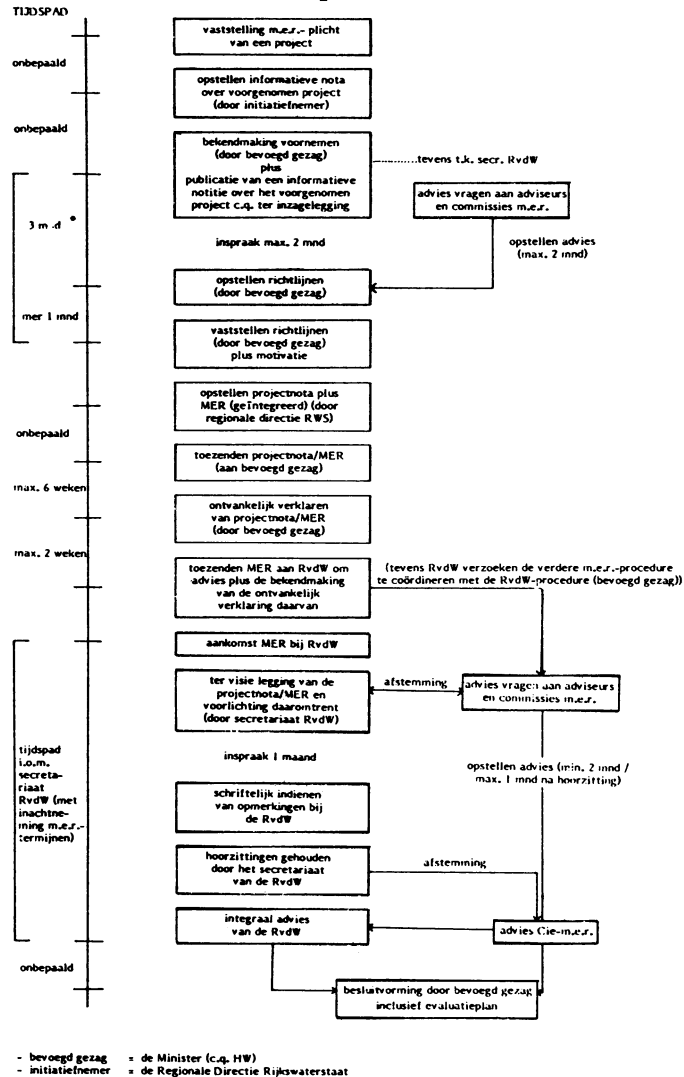 TIJDSPAD
onbepaald
onbepaald
3 m.d *
mer 1 mnd
onbepaald
max. 6 weken
max. 2 weken
tijdspad
i.o.m.
secreta-
riaat
RvdW (met
inachtne-
ming m.e.r.-
termijnen)
onbepaald
vaststelling m.e.r.- plicht
van een project
opstellen informatieve nota
over voorgenomen project
(door initiatiefnemer)
bekendmaking voornemen
(door bevoegd gezag)
plus
publicatie van een informatieve
notitie over het voorgenomen
project c.q. ter inzagelegging
.........tevens t.k. secr. RvdW
advies vragen aan adviseurs
en commissies m.e.r.
inspraak max. 2 mnd
opstellen advies
(max. 2 mnd)
opstellen richtlijnen
(door bevoegd gezag)
vaststellen richtlijnen
(door bevoegd gezag)
plus motivatie
opstellen projectnota plus
MER (geïntegreerd) (door
regionale directie RWS)
toezenden projectnota/MER
(aan bevoegd gezag)
ontvankelijk verklaren
van projectnota/MER
(door bevoegd gezag)
toezenden MER aan RvdW om
advies plus de bekendmaking
van de ontvankelijk
verklaring daarvan
(tevens RvdW verzoeken de verdere m.e.r.-procedure
te coördineren met de RvdW-procedure (bevoegd gezag))
aankomst MER bij RvdW
ter visie legging van de
projectnota/MER en
voorlichting daaromtrent
(door secretariaat RvdW)
afstemming
advies vragen aan adviseurs
en commissies m.e.r.
inspraak 1 maand
opstellen advies (min. 2 mnd /
max. 1 mnd na hoorzitting)
schriftelijk indienen
van opmerkingen bij
de RvdW
hoorzittingen gehouden
door het secretariaat
van de RvdW
afstemming
integraal advies
van de RvdW
advies Cie-m.e.r.
besluitvorming door bevoegd gezag
inclusief evaluatieplan
- bevoegd gezag = de Minister (c.q. HW)
- initiatiefnemer = de Regionale Directie Rijkswaterstaat